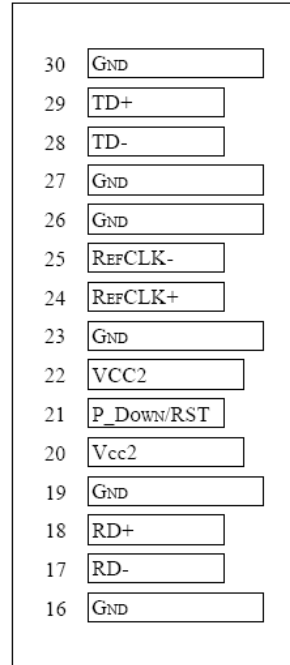 30 GND
29 TD+
28 TD-
27 GND
26 GND
25 REFCLK-
24 REFCLK+
23 GND
22 VCC2
21 P_DOWN/RST
20 VCC2
19 GND
18 RD+
17 RD-
16 GND